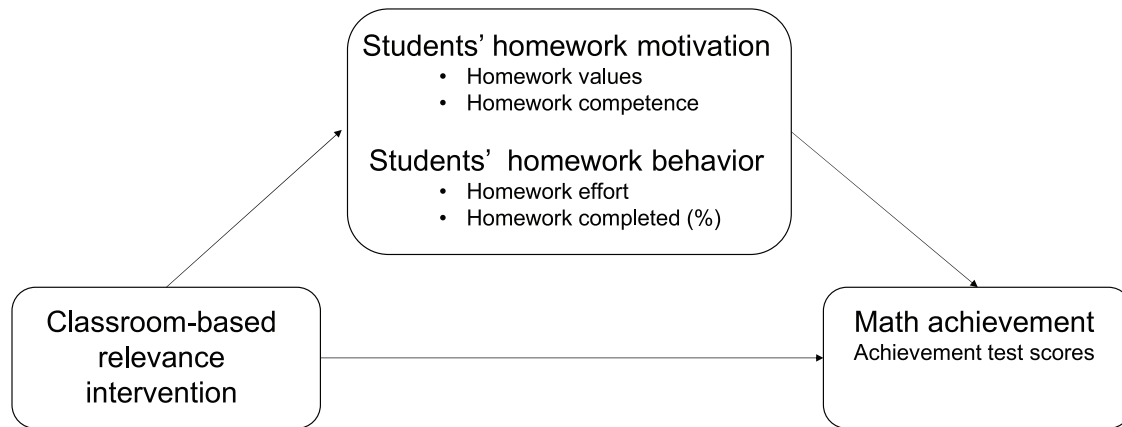 Students' homework motivation
• Homework values
• Homework competence
Students'  homework behavior
• Homework effort
• Homework completed (%)
Classroom-based
relevance
intervention
Math achievement
Achievement test scores